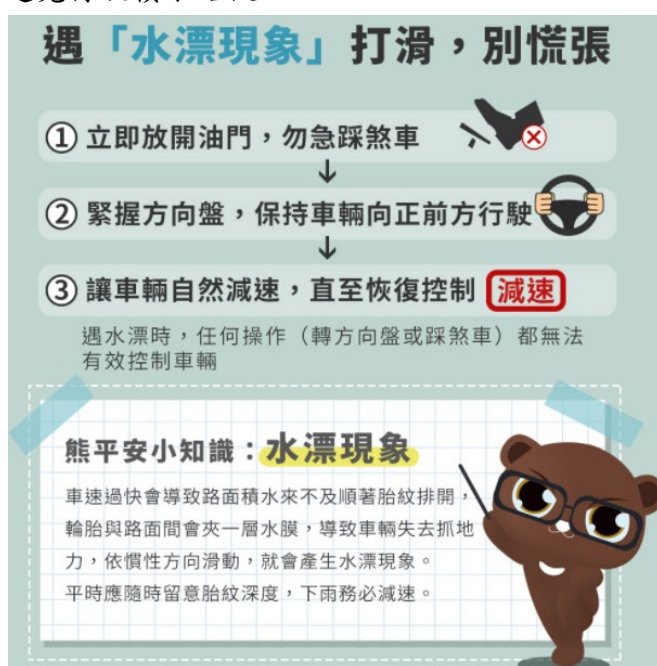 遇「水漂現象」打滑，別慌張
① 立即放開油門，勿急踩煞車
② 緊握方向盤，保持車輛向正前方行駛
③ 讓車輛自然減速，直至恢復控制 減速
遇水漂時，任何操作（轉方向盤或踩煞車）都無法
有效控制車輛
熊平安小知識：水漂現象
車速過快會導致路面積水來不及順著胎紋排開，
輪胎與路面間會夾一層水膜，導致車輛失去抓地
力，依慣性方向滑動，就會產生水漂現象。
平時應隨時留意胎紋深度，下雨務必減速。